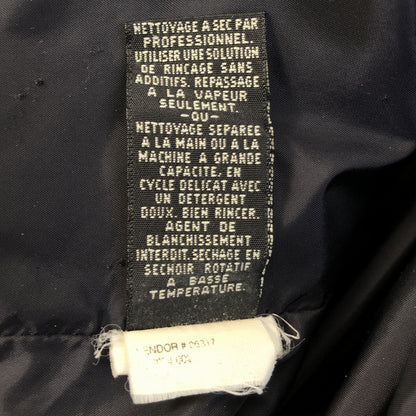 NETTOYAGE A SEC PAR
PROFESSIONNEL.
UTILISER UNE SOLUTION
DE RINCAGE SANS
ADDITIFS. REPASSAGE
A LA VAPEUR
SEULEMENT.
-OU-
NETTOYAGE SEPAREE
A LA MAIN OU A LA
MACHINE A GRANDE
CAPACITE, EN
CYCLE DELICAT AVEC
UN DETERGENT
DOUX. BIEN RINCER.
AGENT DE
BLANCHISSEMENT
INTERDIT. SECHAGE EN
SECHOIR ROTATIF
A BASSE
TEMPERATURE.
ENDOR #